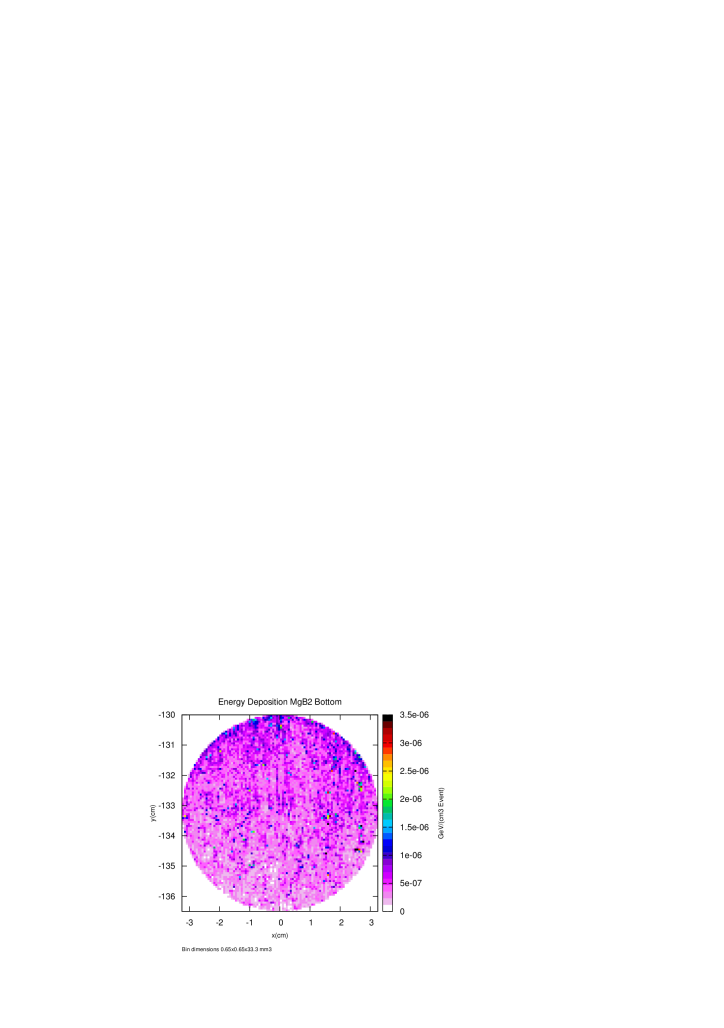 Energy Deposition MgB2 Bottom
-130
-131
-132
-133
-134
-135
-136
y(cm)
-3 -2 -1 0 1 2 3
x(cm)
3.5e-06
3e-06
2.5e-06
2e-06
1.5e-06
1e-06
5e-07
0
GeV/(cm3 Event)
Bin dimensions 0.65x0.65x33.3 mm3